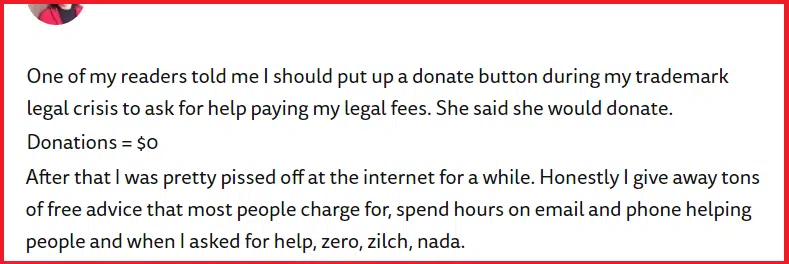 One of my readers told me I should put up a donate button during my trademark
legal crisis to ask for help paying my legal fees. She said she would donate.
Donations = $0
After that I was pretty pissed off at the internet for a while. Honestly I give away tons
of free advice that most people charge for, spend hours on email and phone helping
people and when I asked for help, zero, zilch, nada.